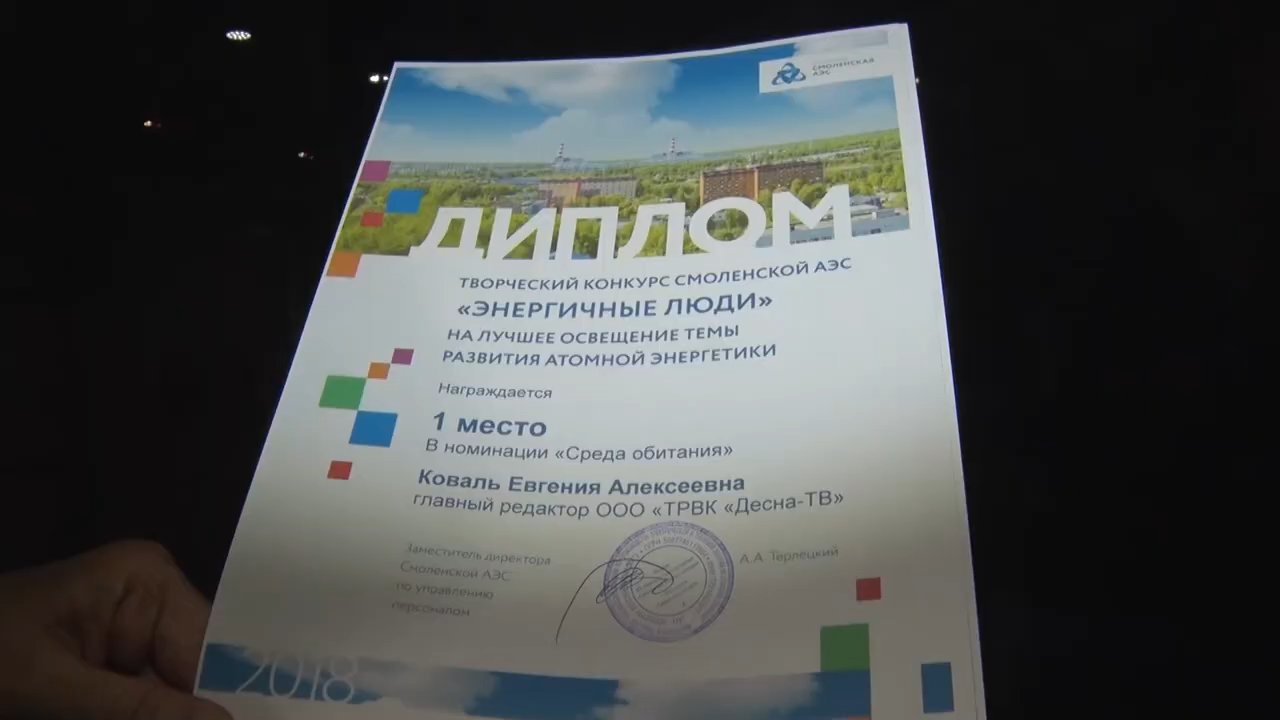 СМОЛЕНСКАЯ
АЭС
ДИПЛОМ
ТВОРЧЕСКИЙ КОНКУРС СМОЛЕНСКОЙ АЭС
«ЭНЕРГИЧНЫЕ ЛЮДИ»
НА ЛУЧШЕЕ ОСВЕЩЕНИЕ ТЕМЫ
РАЗВИТИЯ АТОМНОЙ ЭНЕРГЕТИКИ
Награждается
1 место
В номинации «Среда обитания»
Коваль Евгения Алексеевна
главный редактор ООО «ТРВК «Десна-ТВ»
Заместитель директора
Смоленской АЭС
по управлению
персоналом
А.А. Терлецкий
2018